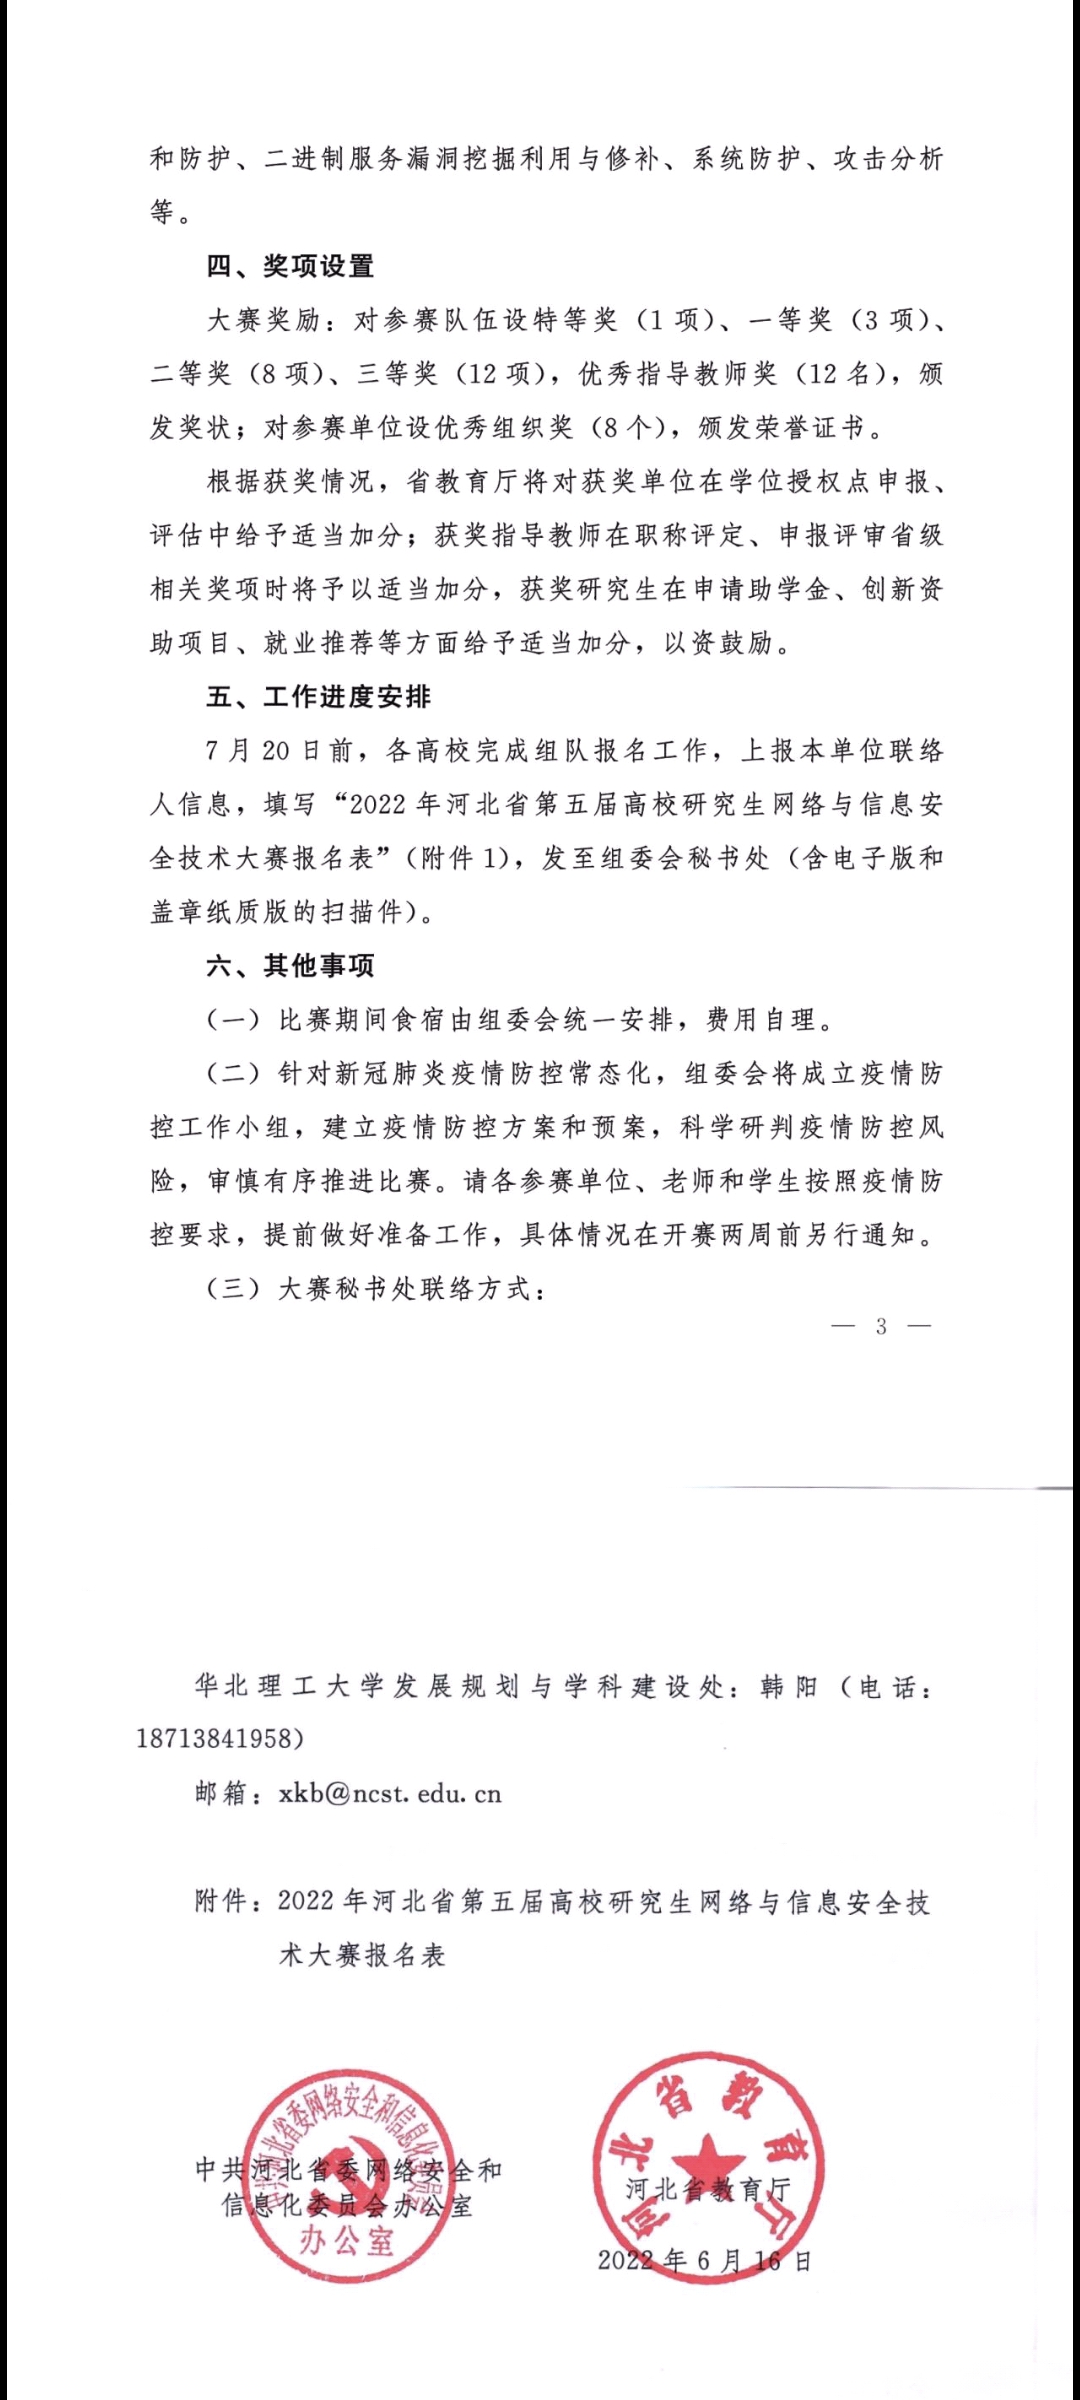 和防护、二进制服务漏洞挖掘利用与修补、系统防护、攻击分析
等。
四、奖项设置
大赛奖励：对参赛队伍设特等奖（1 项）、一等奖（3 项）、
二等奖（8 项）、三等奖（12 项），优秀指导教师奖（12 名），颁
发奖状；对参赛单位设优秀组织奖（8 个），颁发荣誉证书。
根据获奖情况，省教育厅将对获奖单位在学位授权点申报、
评估中给予适当加分；获奖指导教师在职称评定、申报评审省级
相关奖项时将予以适当加分，获奖研究生在申请助学金、创新资
助项目、就业推荐等方面给予适当加分，以资鼓励。
五、工作进度安排
7 月 20 日前，各高校完成组队报名工作，上报本单位联络
人信息，填写“2022 年河北省第五届高校研究生网络与信息安
全技术大赛报名表”（附件 1），发至组委会秘书处（含电子版和
盖章纸质版的扫描件）。
六、其他事项
（一）比赛期间食宿由组委会统一安排，费用自理。
（二）针对新冠肺炎疫情防控常态化，组委会将成立疫情防
控工作小组，建立疫情防控方案和预案，科学研判疫情防控风
险，审慎有序推进比赛。请各参赛单位、老师和学生按照疫情防
控要求，提前做好准备工作，具体情况在开赛两周前另行通知。
（三）大赛秘书处联络方式：
— 3 —
华北理工大学发展规划与学科建设处：韩阳（电话：
18713841958）
邮箱：xkb@ncst.edu.cn
附件：2022 年河北省第五届高校研究生网络与信息安全技
术大赛报名表
中共河北省委网络安全和信息化委员会
办公室
中共河北省委网络安全和
信息化委员会办公室
河北省教育厅
河北省教育厅
2022 年 6 月 16 日